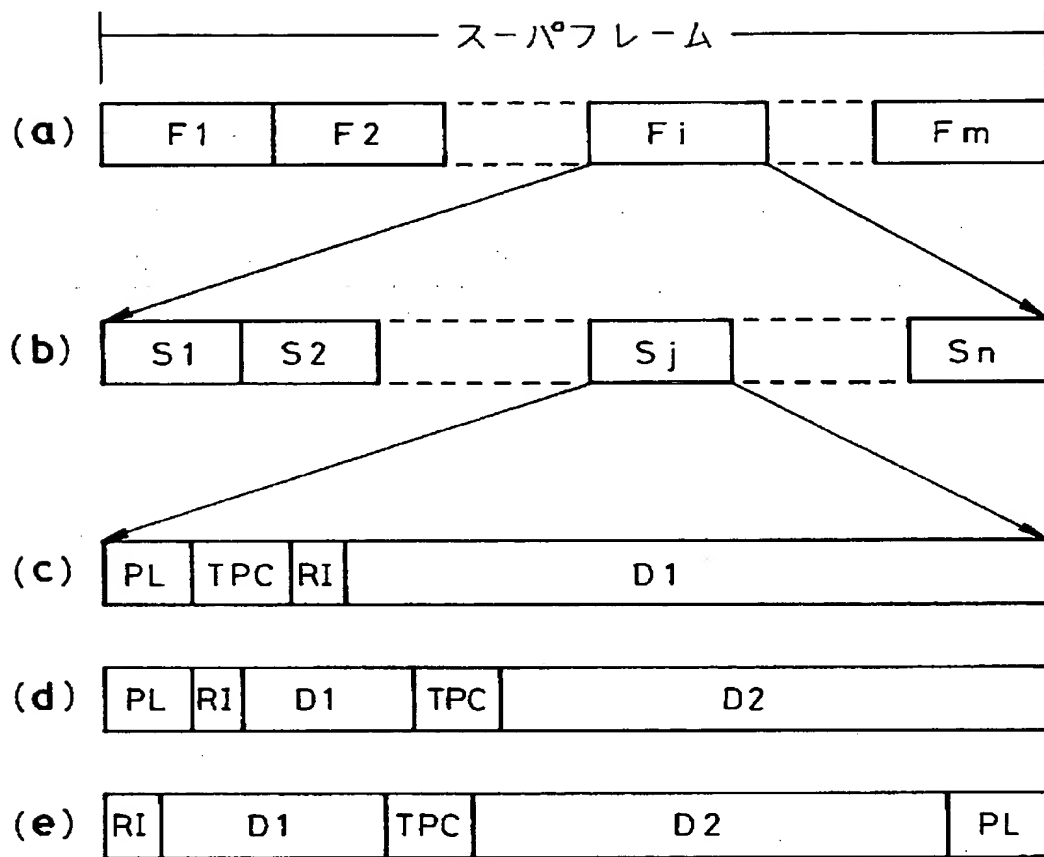 スーパフレーム
(a) F1 F2 Fi Fm
(b) S1 S2 Sj Sn
(c) PL TPC RI D1
(d) PL RI D1 TPC D2
(e) RI D1 TPC D2 PL